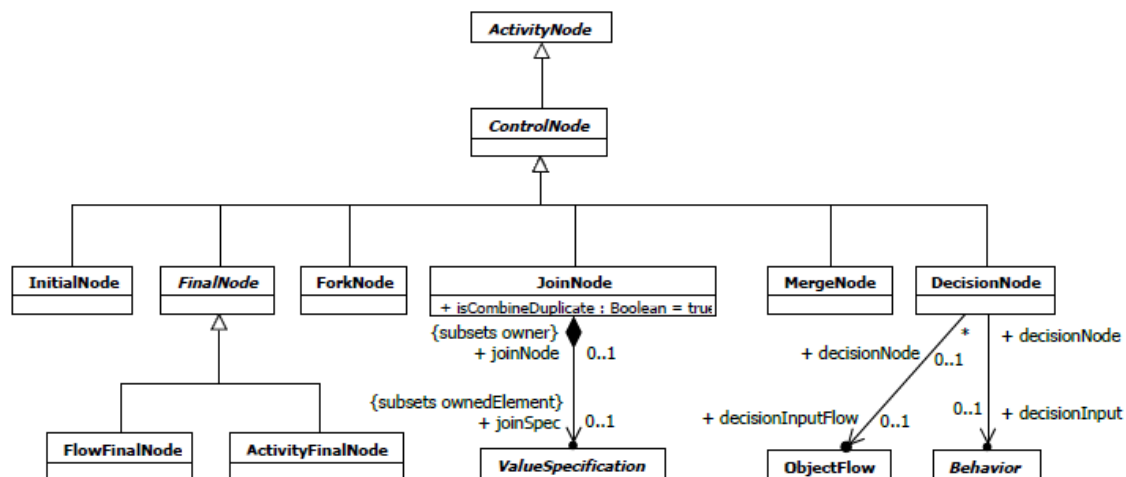 ActivityNode
ControlNode
InitialNode
FinalNode
ForkNode
JoinNode
MergeNode
DecisionNode
+ isCombineDuplicate : Boolean = true
{subsets owner}
+ joinNode
0..1
+ decisionNode
*
0..1
+ decisionNode
{subsets ownedElement}
+ joinSpec
0..1
+ decisionInputFlow
0..1
0..1
+ decisionInput
FlowFinalNode
ActivityFinalNode
ValueSpecification
ObjectFlow
Behavior